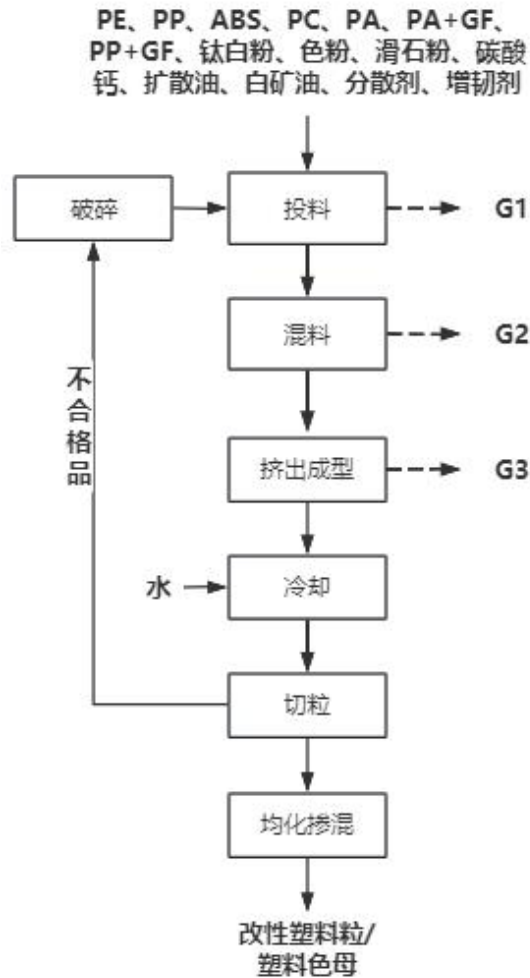 PE、PP、ABS、PC、PA、PA+GF、
PP+GF、钛白粉、色粉、滑石粉、碳酸
钙、扩散油、白矿油、分散剂、增韧剂
破碎
投料
G1
混料
G2
不合格品
挤出成型
G3
水
冷却
切粒
均化掺混
改性塑料粒/
塑料色母